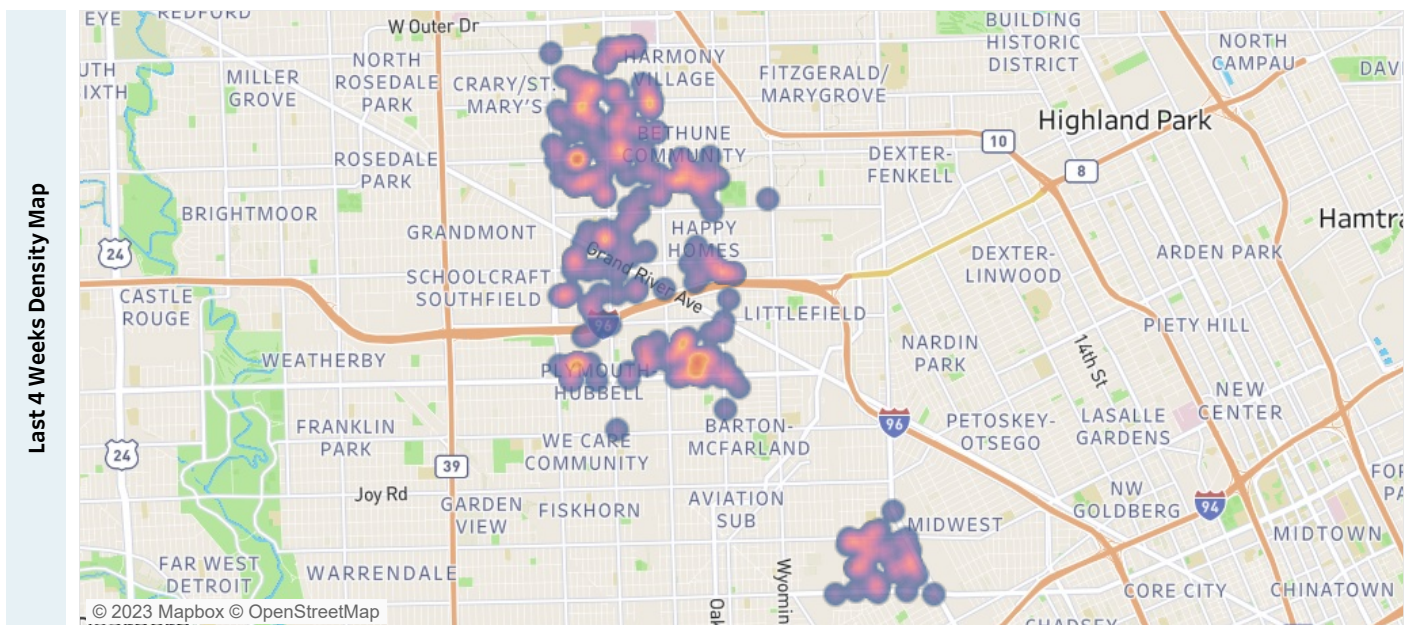 Last 4 Weeks Density Map
EYE
REDFORD
W Outer Dr
BUILDING
HISTORIC
DISTRICT
NORTH
CAMPAU
UTH
IXTH
MILLER
GROVE
NORTH
ROSEDALE
PARK
CRARY/ST.
MARY'S
HARMONY
VILLAGE
FITZGERALD/
MARYGROVE
DAV
Highland Park
10
8
BETHUNE
COMMUNITY
ROSEDALE
PARK
DEXTER-
FENKELL
BRIGHTMOOR
GRANDMONT
HAPPY
HOMES
Hamtra
24
Grand River Ave
DEXTER-
LINWOOD
ARDEN PARK
SCHOOLCRAFT
SOUTHFIELD
CASTLE
ROUGE
96
LITTLEFIELD
PIETY HILL
WEATHERBY
NARDIN
PARK
14th St
PLYMOUTH-
HUBBELL
NEW
CENTER
FRANKLIN
PARK
WE CARE
COMMUNITY
BARTON-
MCFARLAND
96
PETOSKEY-
OTSEGO
LASALLE
GARDENS
24
39
Joy Rd
GARDEN
VIEW
FISKHORN
AVIATION
SUB
MIDWEST
NW
GOLDBERG
94
FOR
PA
MIDTOWN
FAR WEST
DETROIT
WARRENDALE
Wyomin
Oak
CORE CITY
CHINATOWN
CHADSEY
© 2023 Mapbox © OpenStreetMap